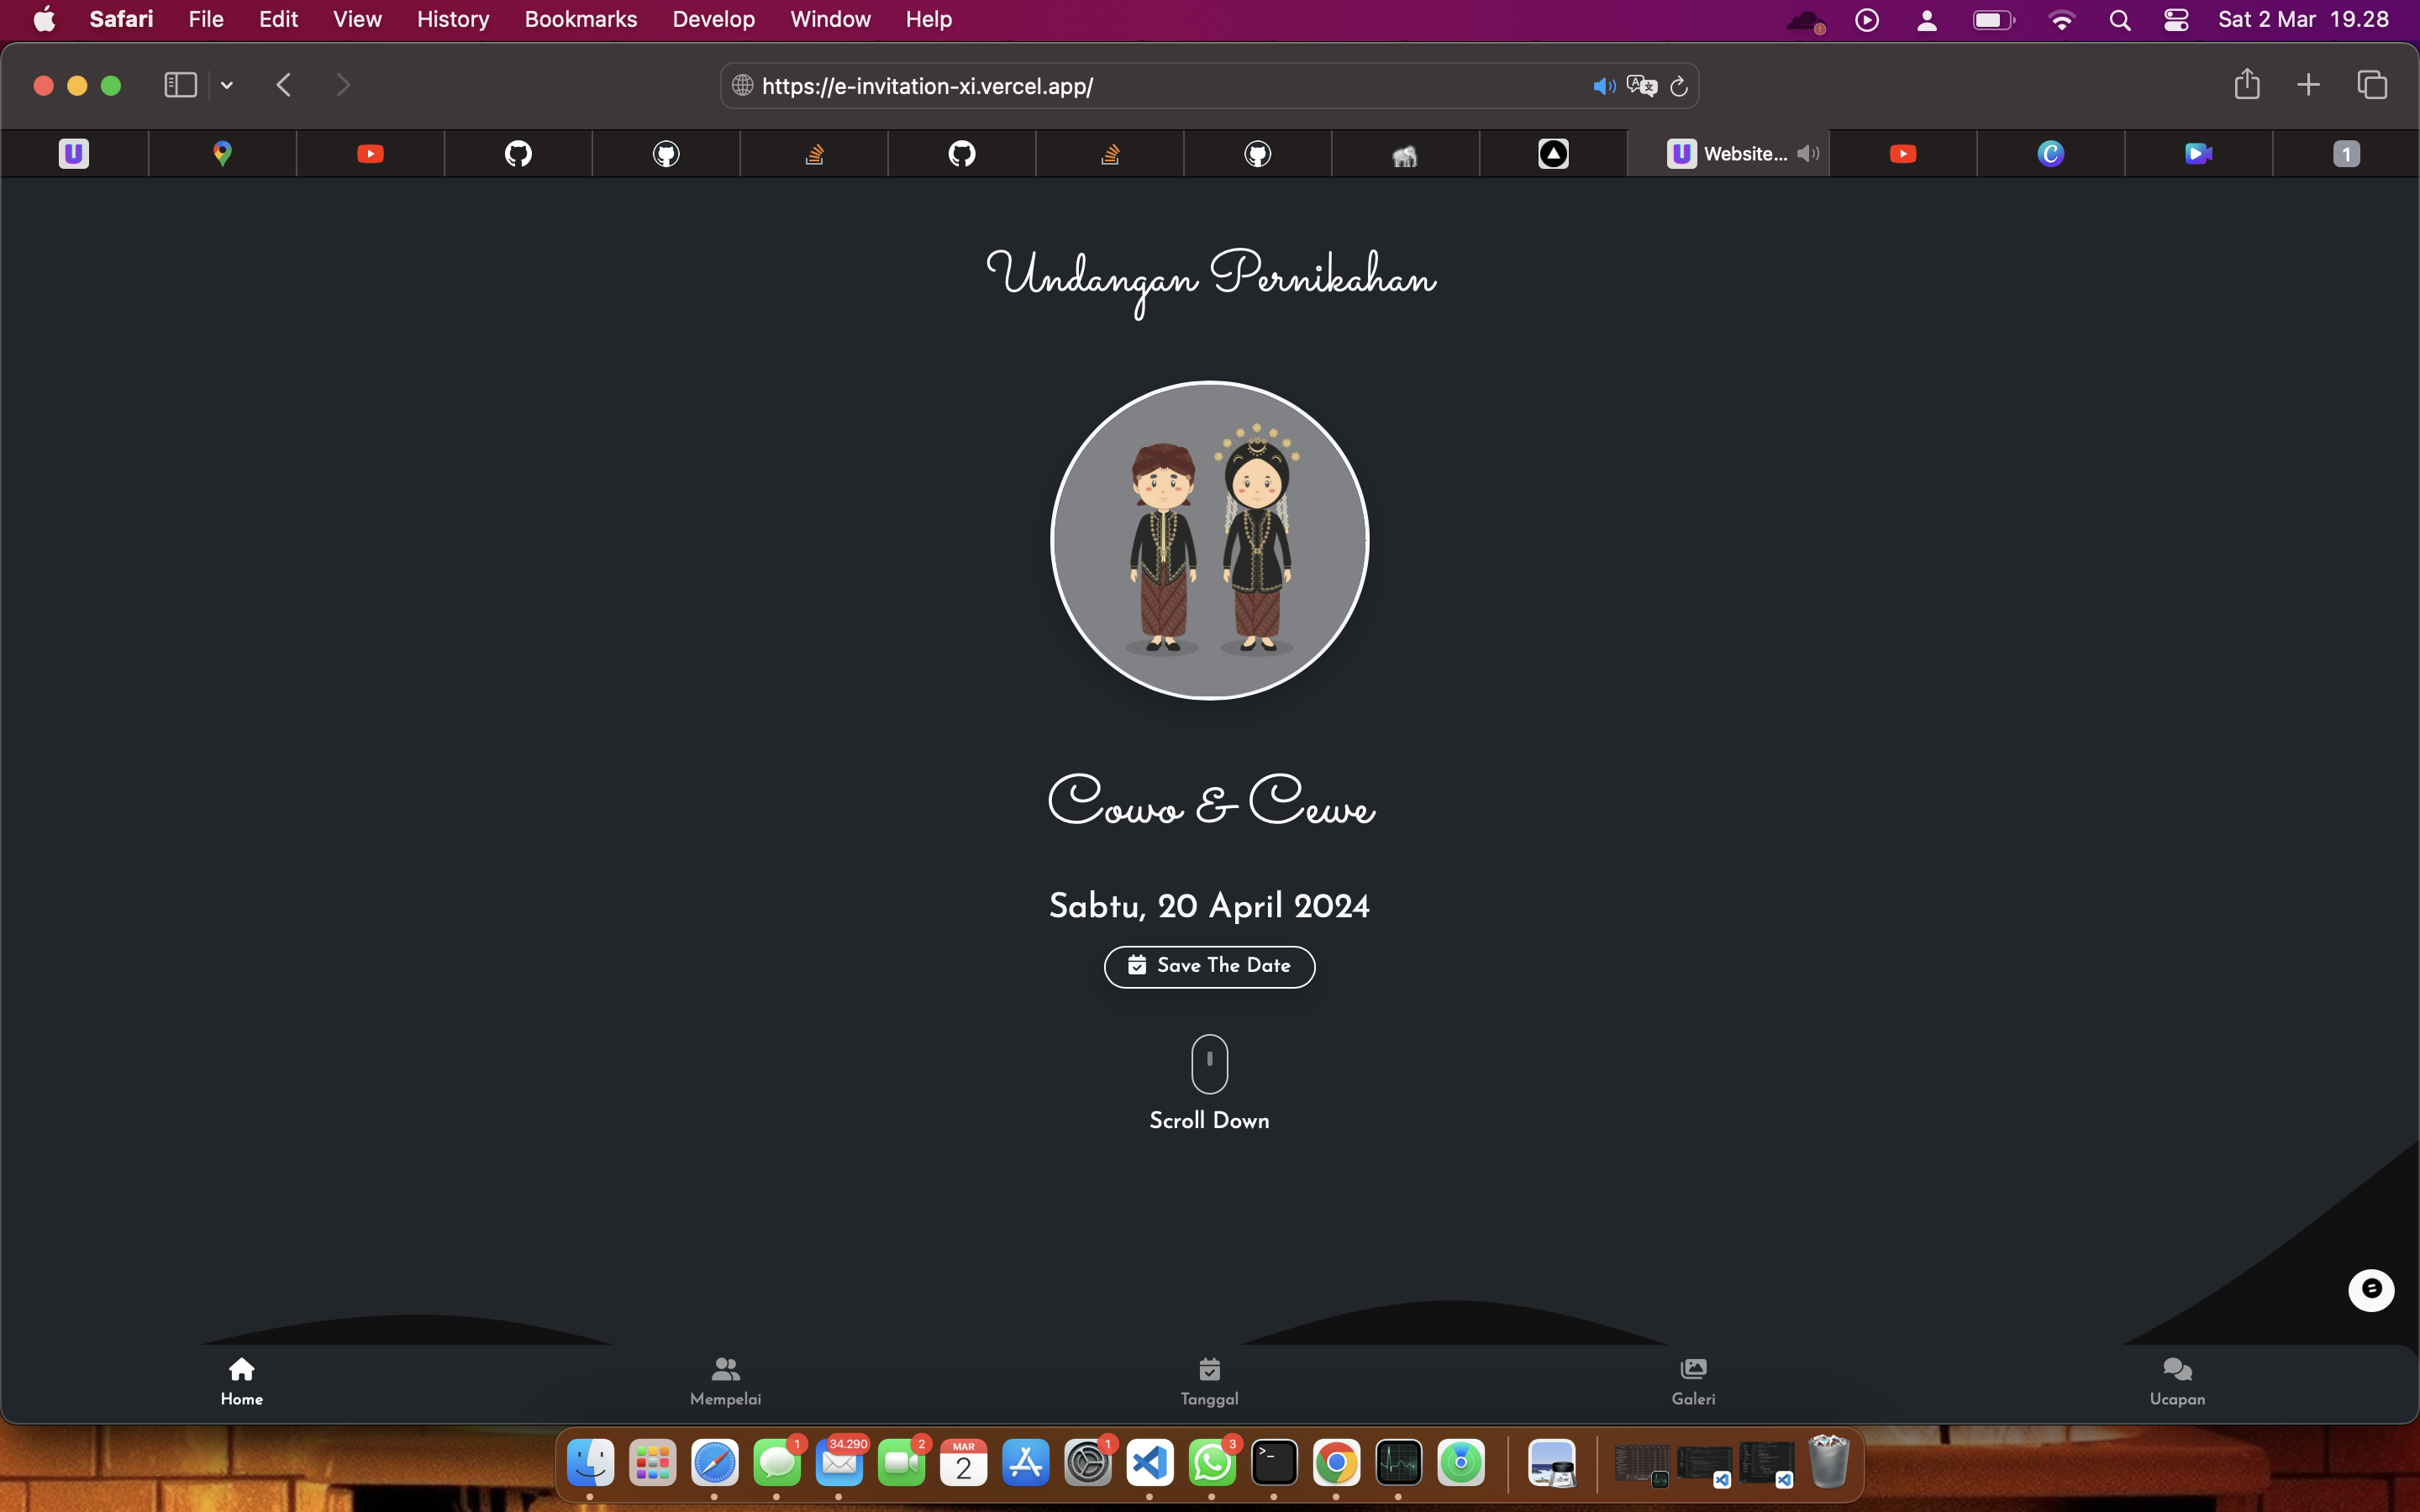 Safari File Edit View History Bookmarks Develop Window Help Sat 2 Mar 19.28
https://e-invitation-xi.vercel.app/
U Website... 1
Undangan Pernikahan
Cowo & Cewe
Sabtu, 20 April 2024
Save The Date
Scroll Down
Home Mempelai Tanggal Galeri Ucapan
1 34.290 2 MAR 2 1 3